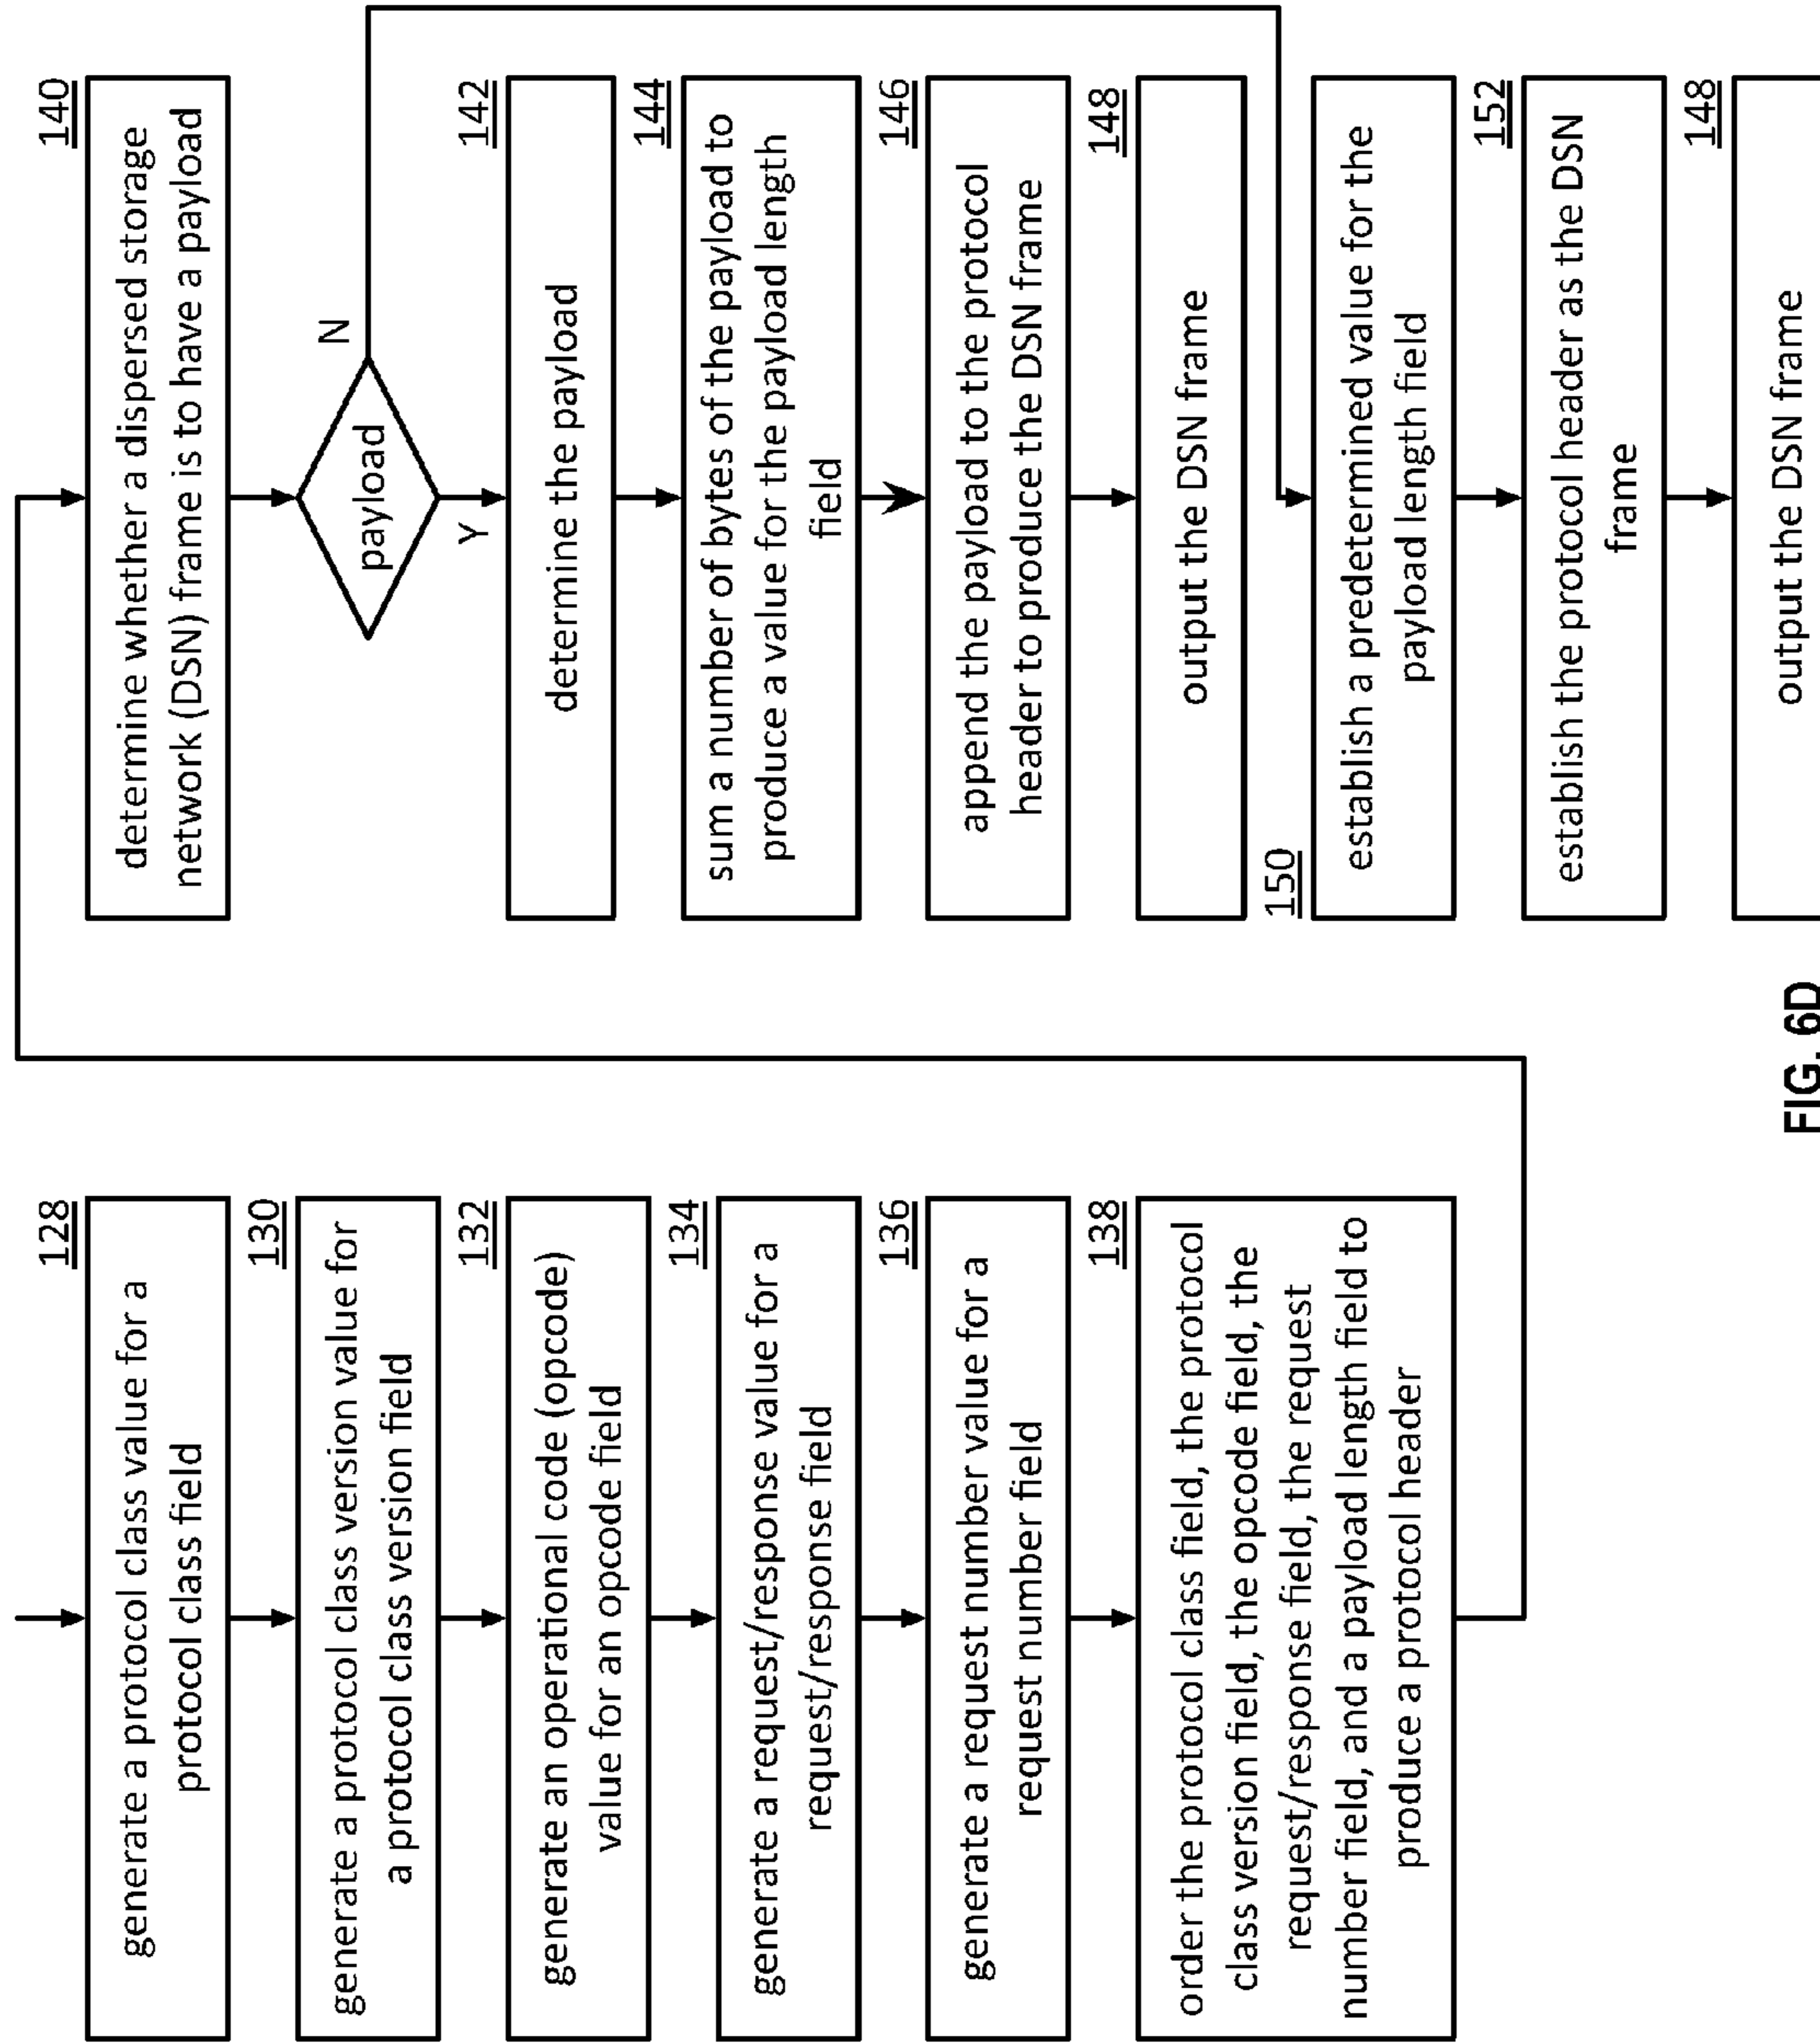 128
generate a protocol class value for a
protocol class field
130
generate a protocol class version value for
a protocol class version field
132
generate an operational code (opcode)
value for an opcode field
134
generate a request/response value for a
request/response field
136
generate a request number value for a
request number field
138
order the protocol class field, the protocol
class version field, the opcode field, the
request/response field, the request
number field, and a payload length field to
produce a protocol header
140
determine whether a dispersed storage
network (DSN) frame is to have a payload
payload
N
Y
142
determine the payload
144
sum a number of bytes of the payload to
produce a value for the payload length
field
146
append the payload to the protocol
header to produce the DSN frame
148
output the DSN frame
150
establish a predetermined value for the
payload length field
152
establish the protocol header as the DSN
frame
148
output the DSN frame
FIG. 6D